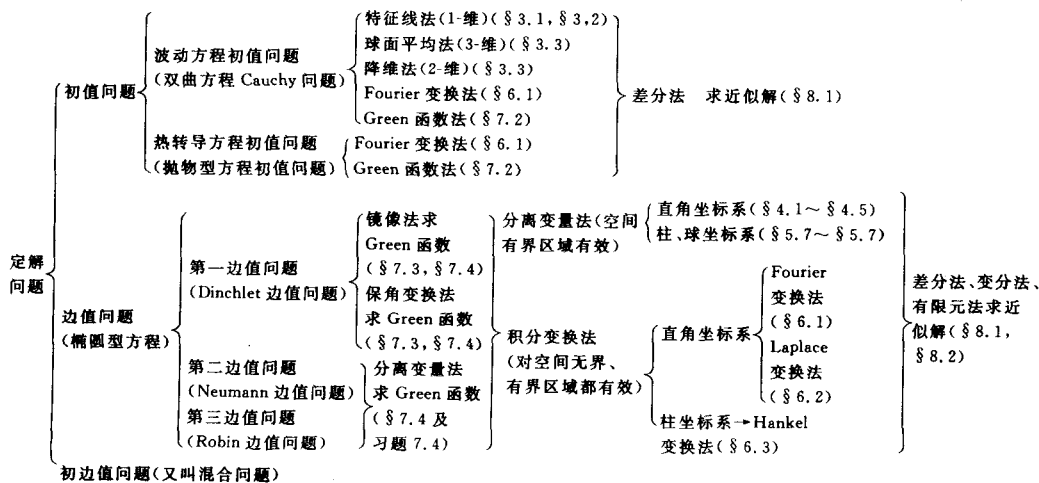 定解
问题
初值问题
波动方程初值问题
(双曲方程 Cauchy 问题)
特征线法(1-维)(§3.1,§3,2)
球面平均法(3-维)(§3.3)
降维法(2-维)(§3.3)
Fourier 变换法(§6.1)
Green 函数法(§7.2)
热转导方程初值问题
(抛物型方程初值问题)
Fourier 变换法(§6.1)
Green 函数法(§7.2)
差分法 求近似解(§8.1)
边值问题
(椭圆型方程)
第一边值问题
(Dinchlet 边值问题)
镜像法求
Green 函数
(§7.3,§7.4)
保角变换法
求 Green 函数
(§7.3,§7.4)
第二边值问题
(Neumann 边值问题)
第三边值问题
(Robin 边值问题)
分离变量法
求 Green 函数
(§7.4 及
习题 7.4)
分离变量法(空间
有界区域有效)
直角坐标系(§4.1~§4.5)
柱、球坐标系(§5.7~§5.7)
积分变换法
(对空间无界、
有界区域都有效)
直角坐标系
Fourier
变换法
(§6.1)
Laplace
变换法
(§6.2)
柱坐标系→Hankel
变换法(§6.3)
差分法、变分法、
有限元法求近
似解(§8.1,
§8.2)
初边值问题(又叫混合问题)